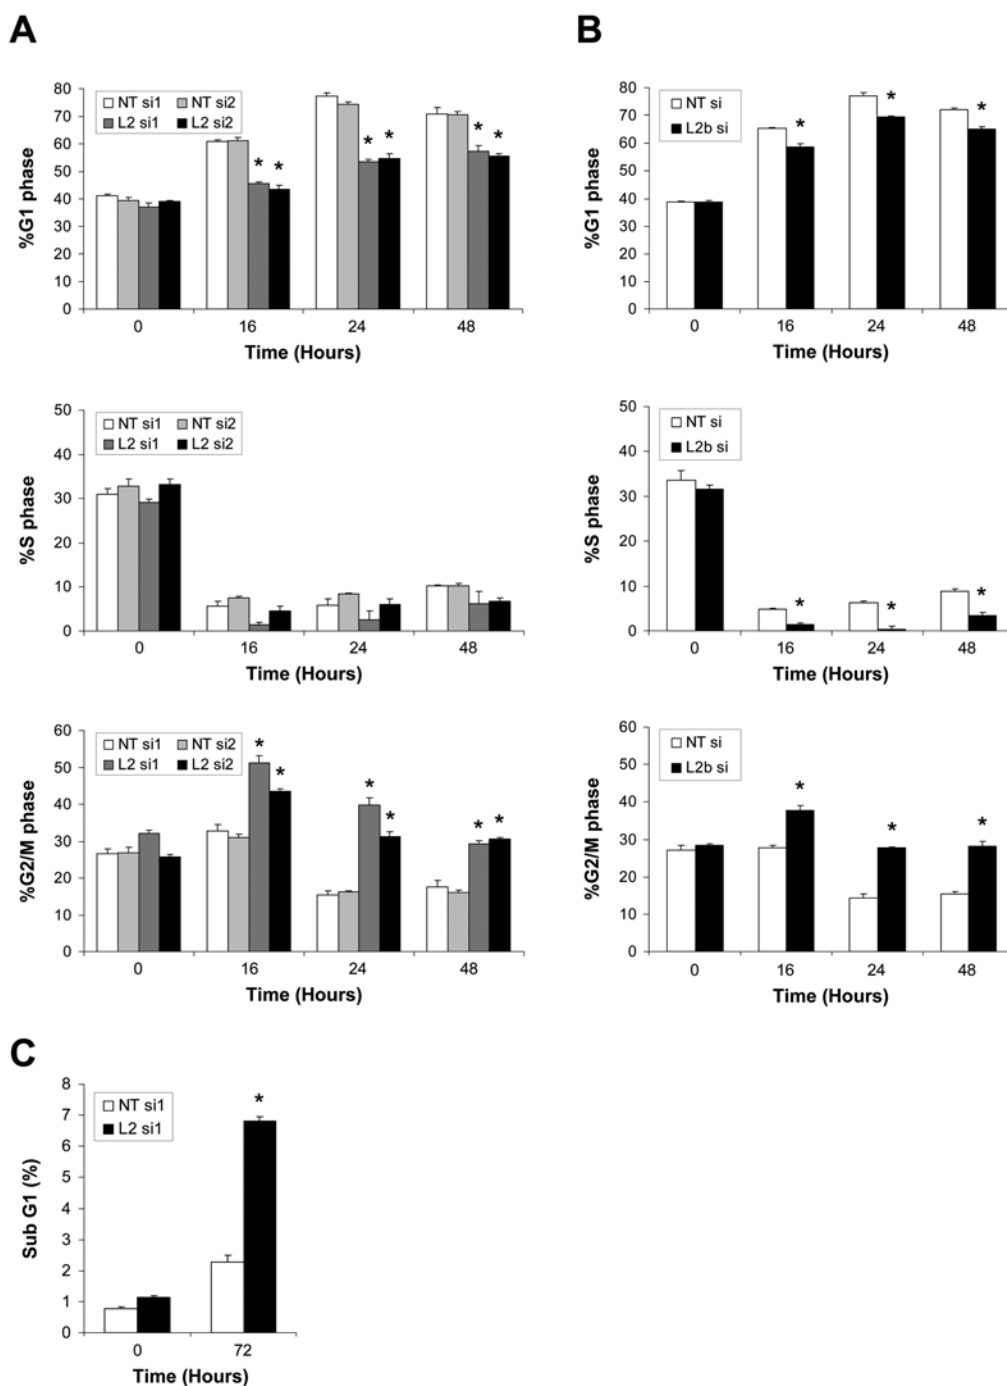 A
B
80
70
60
50
40
30
20
10
0
%G1 phase
NT si1 NT si2
L2 si1 L2 si2
* * * * * *
0 16 24 48
Time (Hours)
80
70
60
50
40
30
20
10
0
%G1 phase
NT si
L2b si
* * *
0 16 24 48
Time (Hours)
50
40
30
20
10
0
%S phase
NT si1 NT si2
L2 si1 L2 si2
0 16 24 48
Time (Hours)
50
40
30
20
10
0
%S phase
NT si
L2b si
* * *
0 16 24 48
Time (Hours)
60
50
40
30
20
10
0
%G2/M phase
NT si1 NT si2
L2 si1 L2 si2
* * * * * *
0 16 24 48
Time (Hours)
60
50
40
30
20
10
0
%G2/M phase
NT si
L2b si
* * *
0 16 24 48
Time (Hours)
C
8
7
6
5
4
3
2
1
0
Sub G1 (%)
NT si1
L2 si1
*
0 72
Time (Hours)